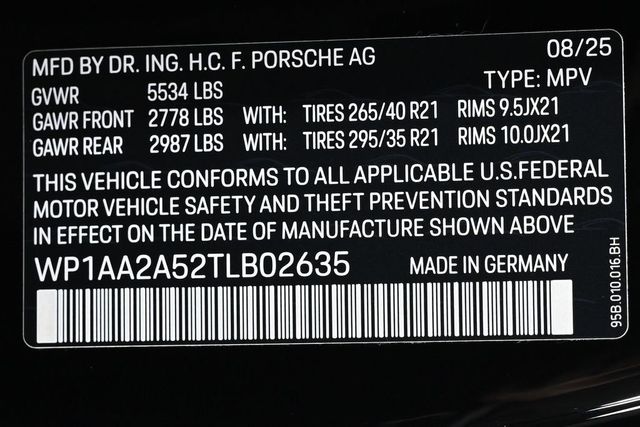 MFD BY DR. ING. H.C. F. PORSCHE AG 08/25
GVWR 5534 LBS TYPE: MPV
GAWR FRONT 2778 LBS WITH: TIRES 265/40 R21 RIMS 9.5JX21
GAWR REAR 2987 LBS WITH: TIRES 295/35 R21 RIMS 10.0JX21
THIS VEHICLE CONFORMS TO ALL APPLICABLE U.S.FEDERAL
MOTOR VEHICLE SAFETY AND THEFT PREVENTION STANDARDS
IN EFFECT ON THE DATE OF MANUFACTURE SHOWN ABOVE
WP1AA2A52TLB02635 MADE IN GERMANY
95B.010.016.BH